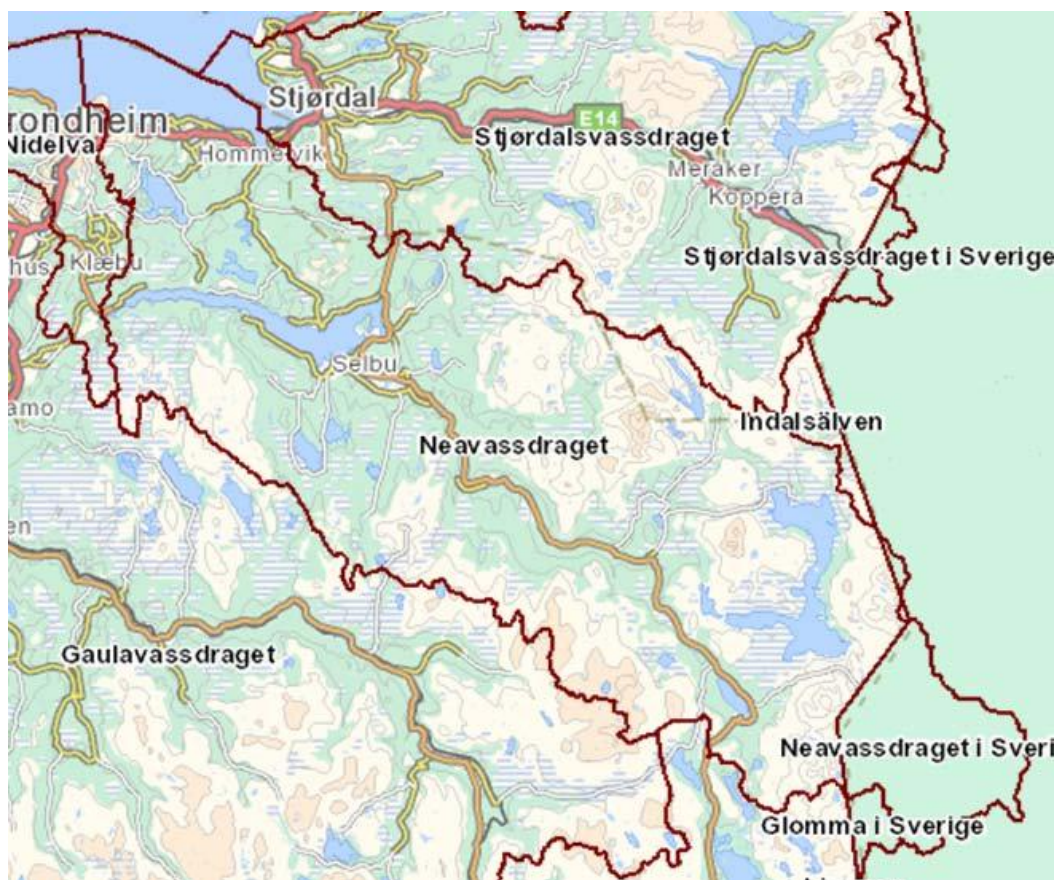 Stjørdal
rondheim
E14
Nidelva
Stjørdalsvassdraget
Hommelvik
Meråker
Koppera
hus
Klæbu
Stjørdalsvassdraget i Sverige
Selbu
amo
Indalsälven
Neavassdraget
en
Gaulavassdraget
Neavassdraget i Sveri
Glomma i Sverige